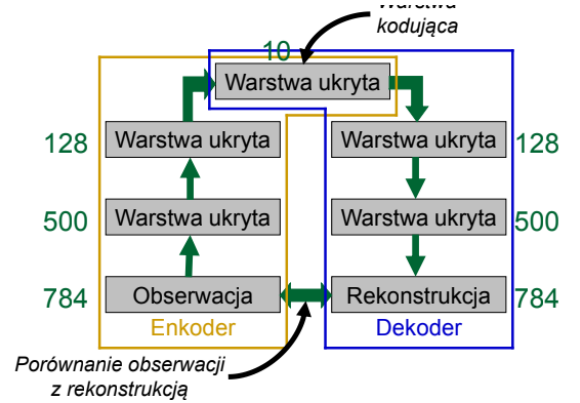 Warstwa
kodująca
10
Warstwa ukryta
128 Warstwa ukryta Warstwa ukryta 128
500 Warstwa ukryta Warstwa ukryta 500
784 Obserwacja Rekonstrukcja 784
Enkoder Dekoder
Porównanie obserwacji
z rekonstrukcją